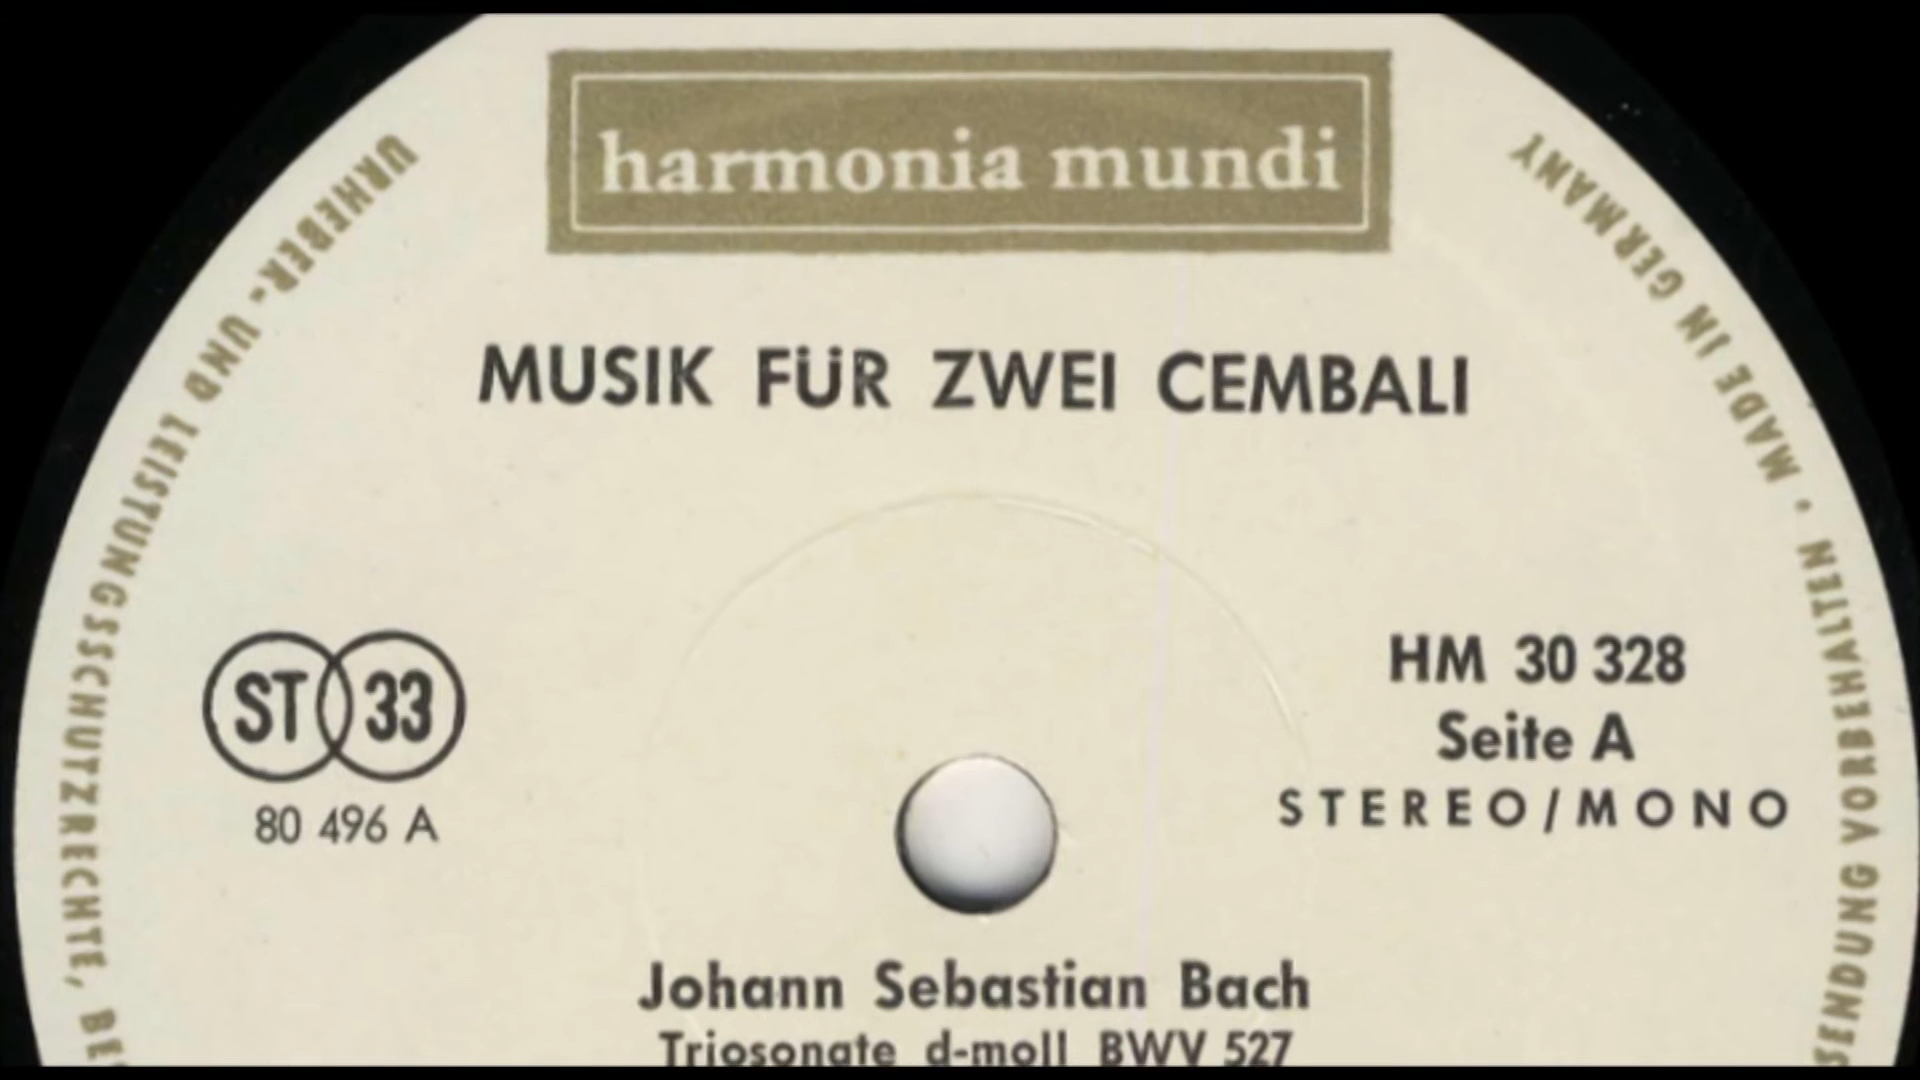 harmonia mundi
MUSIK FÜR ZWEI CEMBALI
ST 33
80 496 A
HM 30 328
Seite A
STEREO/MONO
Johann Sebastian Bach
Triosonate d-moll BWV 527
URHEBER- UND LEISTUNGSSCHUTZRECHTE,
SENDUNG VORBEHALTEN • MADE IN GERMANY